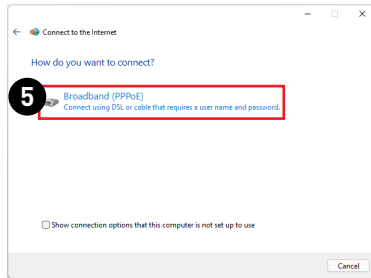 Connect to the Internet
How do you want to connect?
5
Broadband (PPPoE)
Connect using DSL or cable that requires a user name and password.
Show connection options that this computer is not set up to use
Cancel